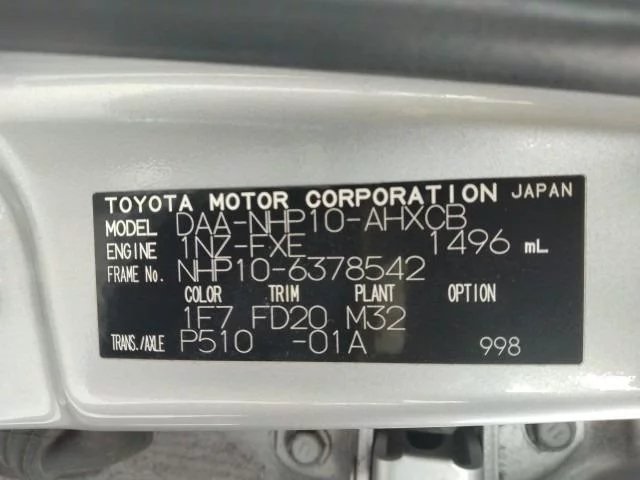 TOYOTA MOTOR CORPORATION JAPAN
MODEL DAA-NHP10-AHXCB
ENGINE 1NZ-FXE 1496 mL
FRAME No. NHP10-6378542
COLOR TRIM PLANT OPTION
1F7 FD20 M32
TRANS./AXLE P510 -01A 998